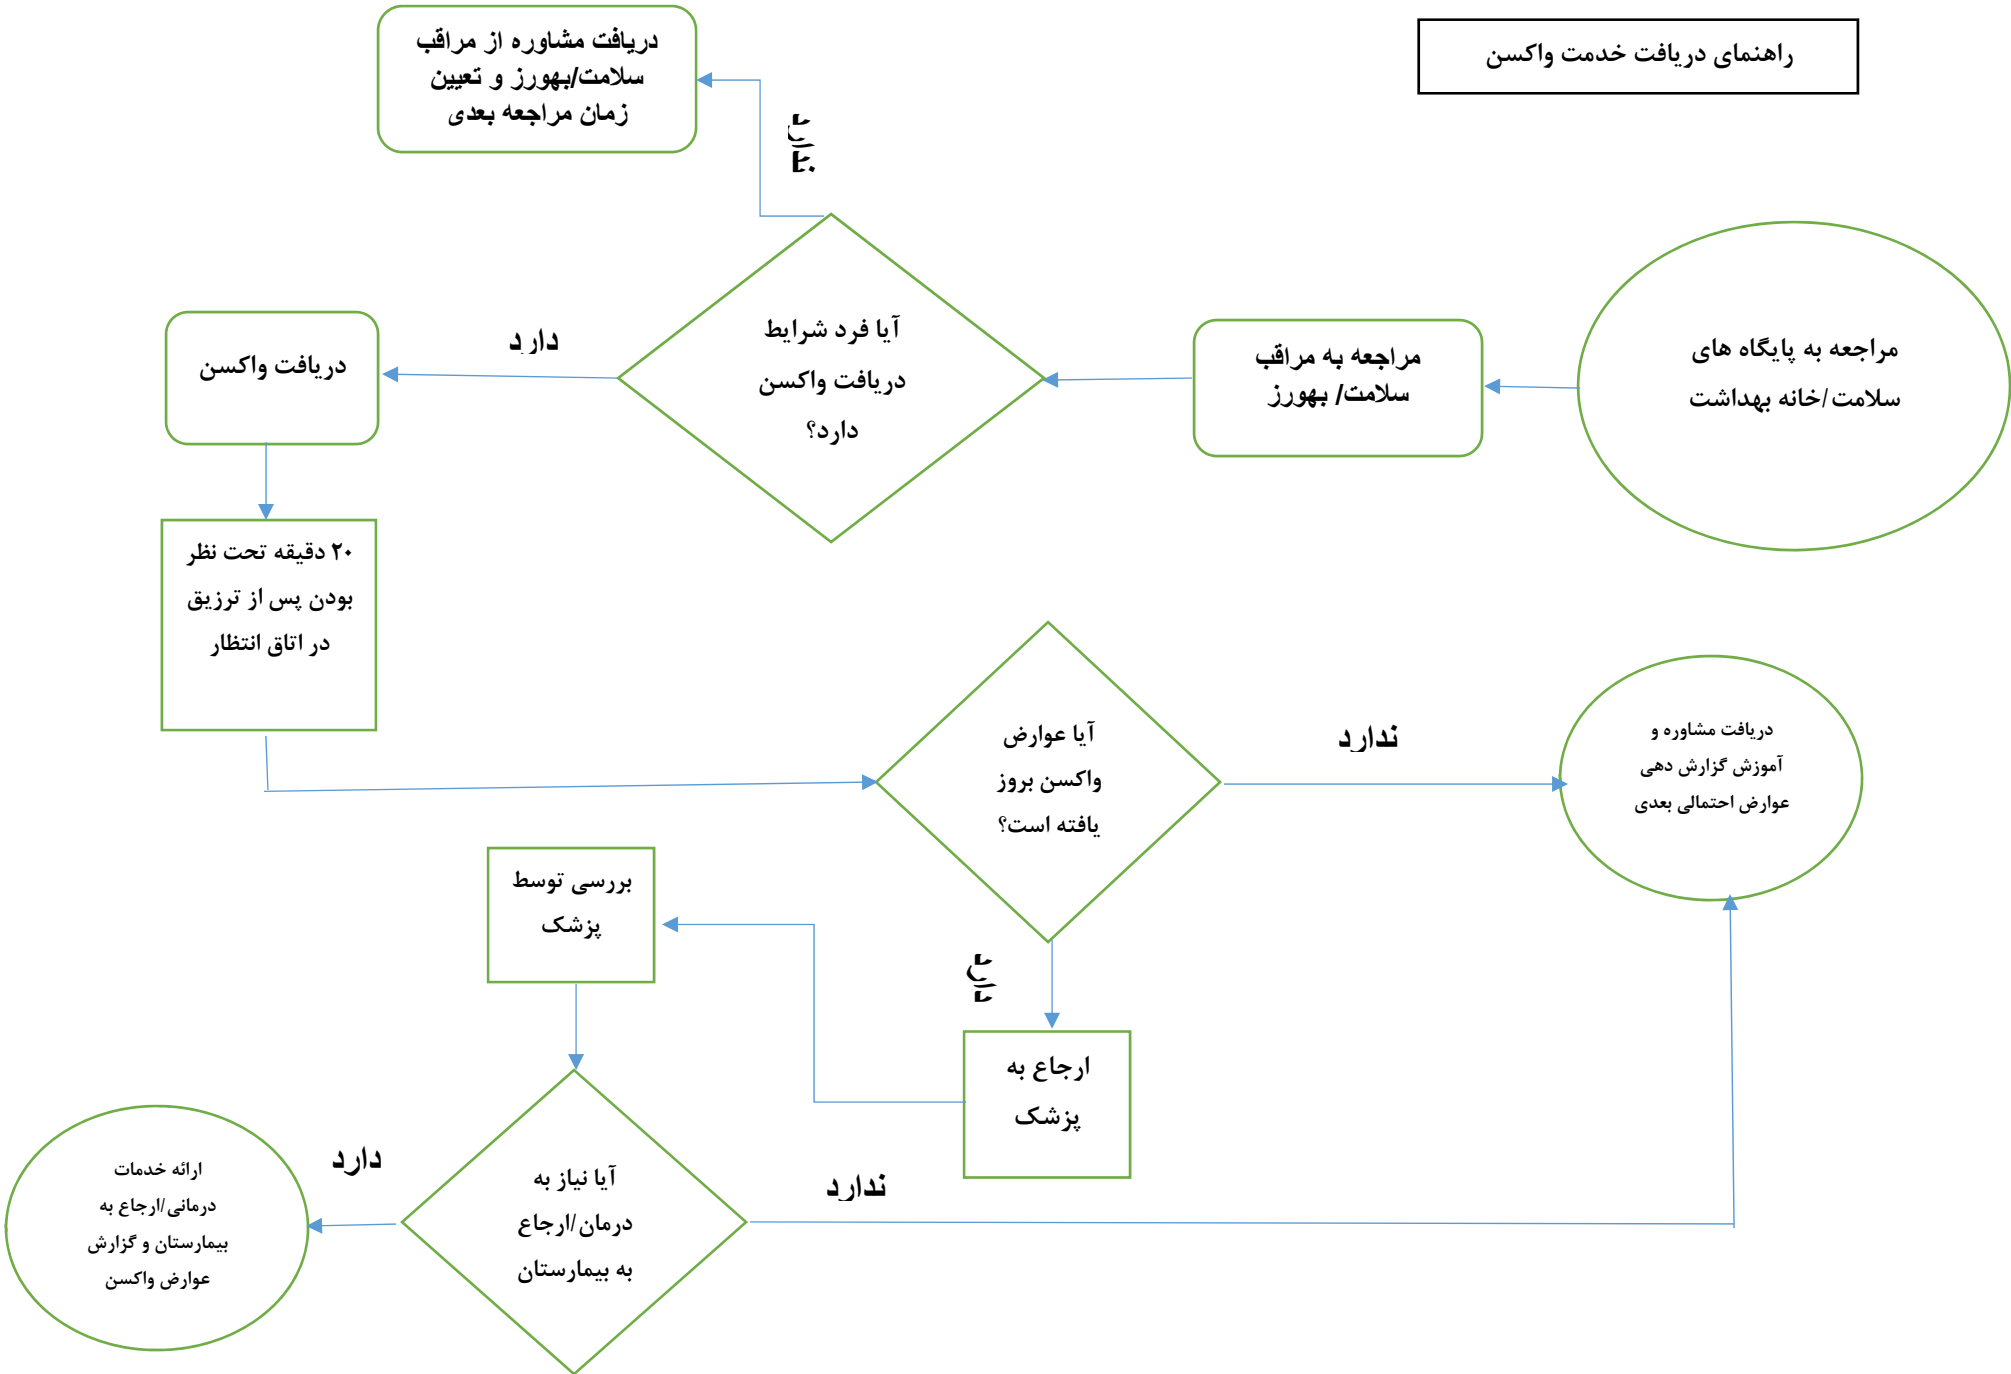 راهنمای دریافت خدمت واکسن
مراجعه به پایگاه های
سلامت/خانه بهداشت
مراجعه به مراقب
سلامت/ بهورز
آیا فرد شرایط
دریافت واکسن
دارد؟
ندارد
دریافت مشاوره از مراقب
سلامت/بهورز و تعیین
زمان مراجعه بعدی
دارد
دریافت واکسن
۲۰ دقیقه تحت نظر
بودن پس از ترزیق
در اتاق انتظار
آیا عوارض
واکسن بروز
یافته است؟
ندارد
دریافت مشاوره و
آموزش گزارش دهی
عوارض احتمالی بعدی
دارد
ارجاع به
پزشک
بررسی توسط
پزشک
آیا نیاز به
درمان/ارجاع
به بیمارستان
ندارد
دارد
ارائه خدمات
درمانی/ارجاع به
بیمارستان و گزارش
عوارض واکسن